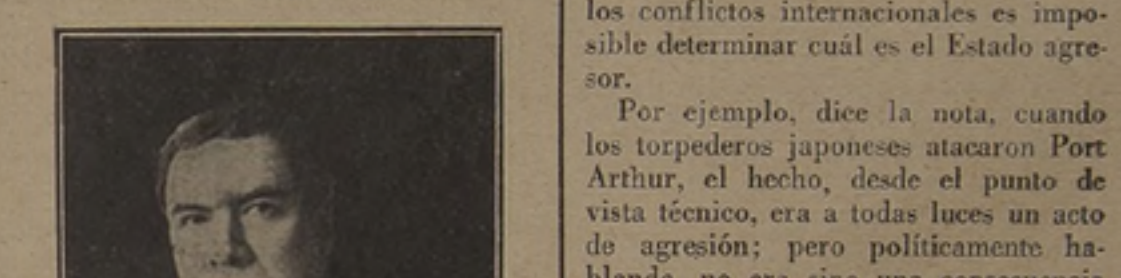 los conflictos internacionales es impo-
sible determinar cuál es el Estado agre-
sor.
Por ejemplo, dice la nota, cuando
los torpederos japoneses atacaron Port
Arthur, el hecho, desde el punto de
vista técnico, era a todas luces un acto
de agresión; pero políticamente ha-